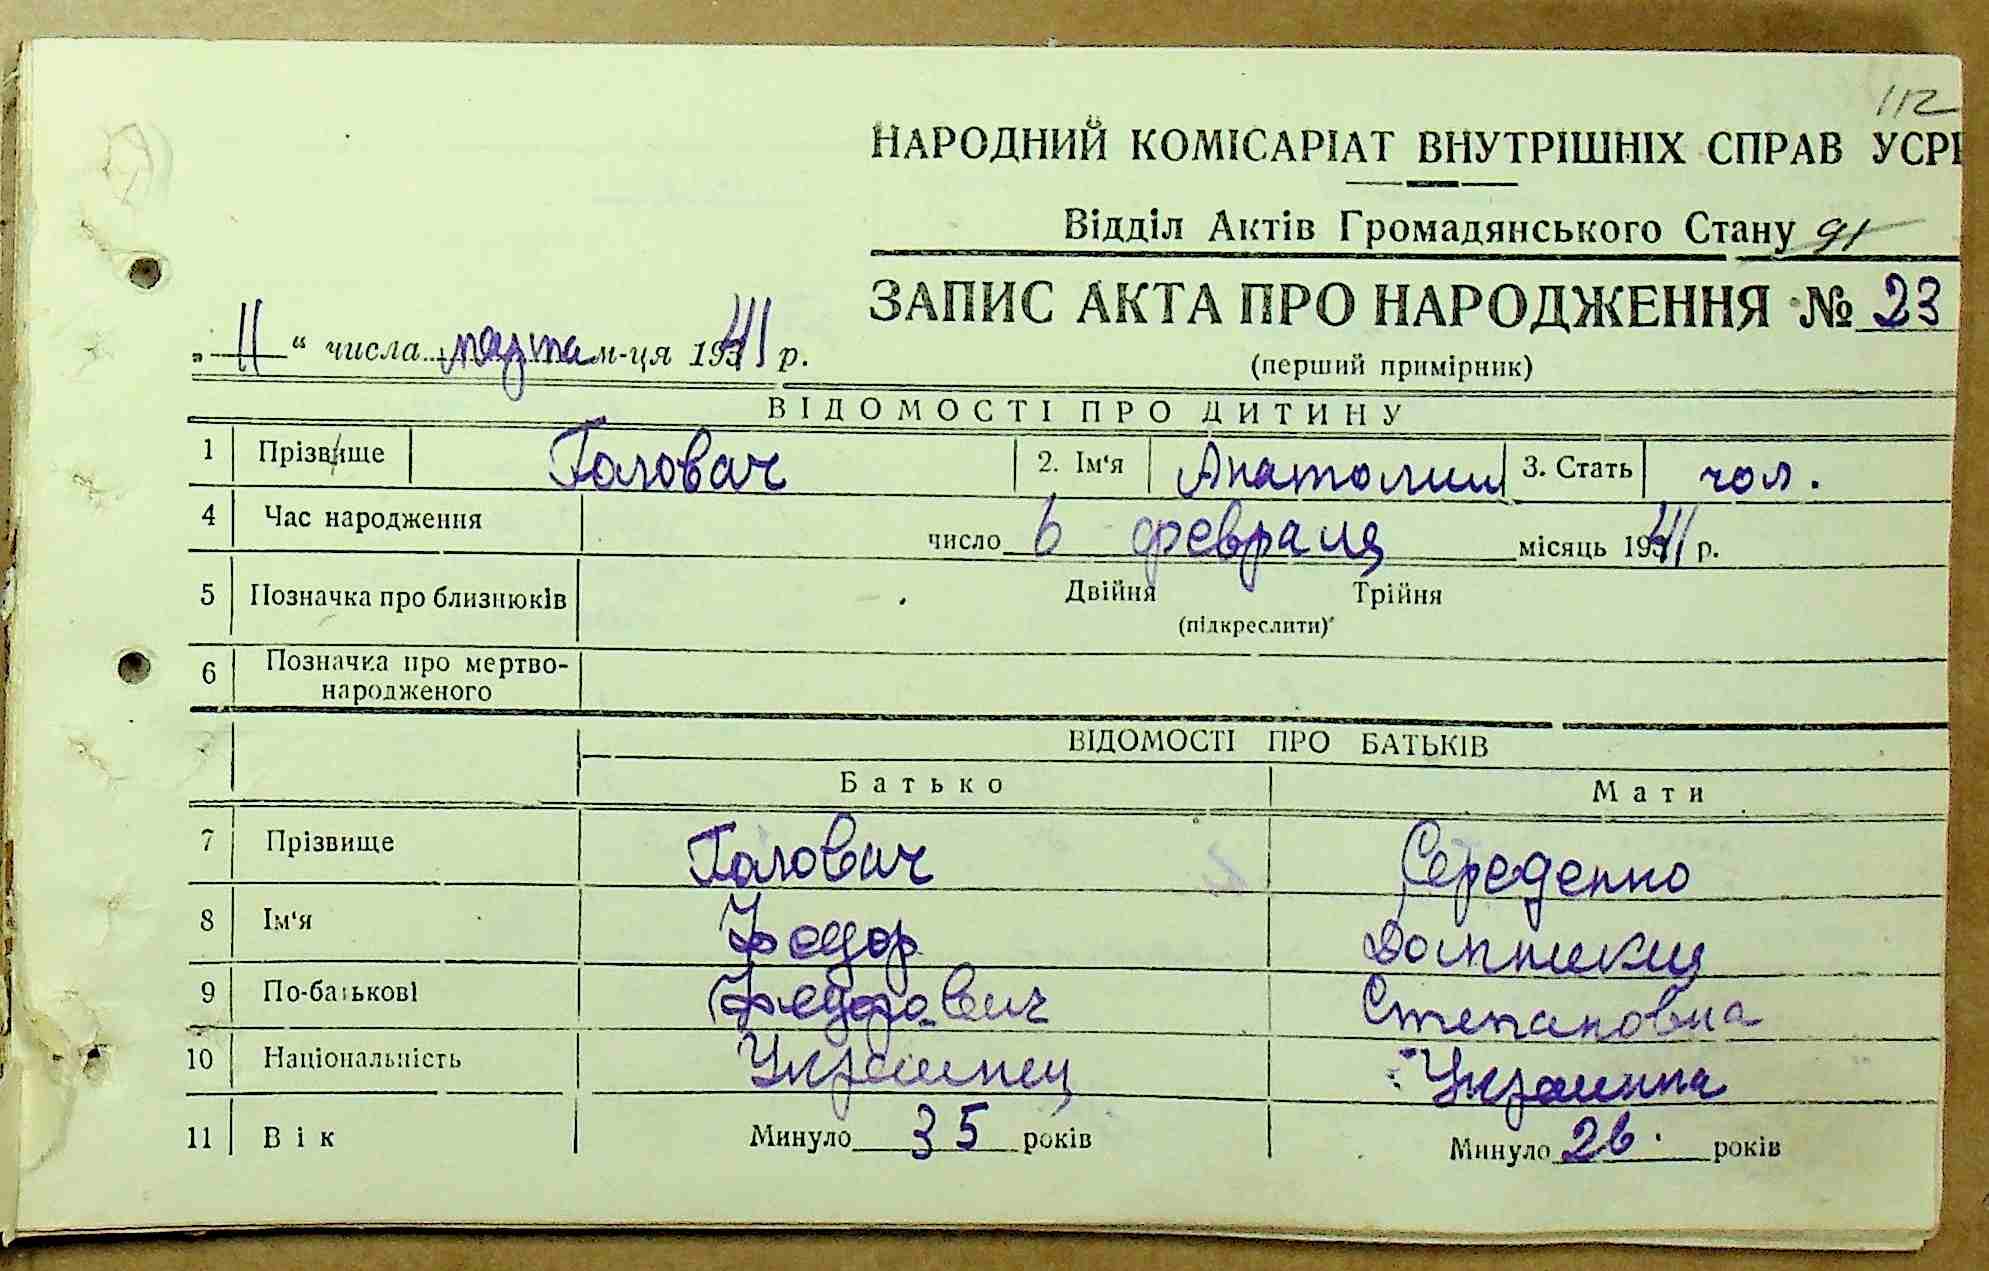 112
НАРОДНИЙ КОМІСАРІАТ ВНУТРІШНІХ СПРАВ УСРР
Відділ Актів Громадянського Стану 91
ЗАПИС АКТА ПРО НАРОДЖЕННЯ № 23
„ 11 “ числа марта м-ця 1941 р.
(перший примірник)
ВІДОМОСТІ ПРО ДИТИНУ
1 Прізвище Головач 2. Ім'я Анатолий 3. Стать чол.
4 Час народження число 6 февраля місяць 1941 р.
5 Позначка про близнюків Двійня Трійня
(підкреслити)
6 Позначка про мертво-
народженого
ВІДОМОСТІ ПРО БАТЬКІВ
Батько Мати
7 Прізвище Головач Середенко
8 Ім'я Федор
9 По-батькові Федорович Степановна
10 Національність Украинец Украинка
11 Вік Минуло 35 років Минуло 26 років